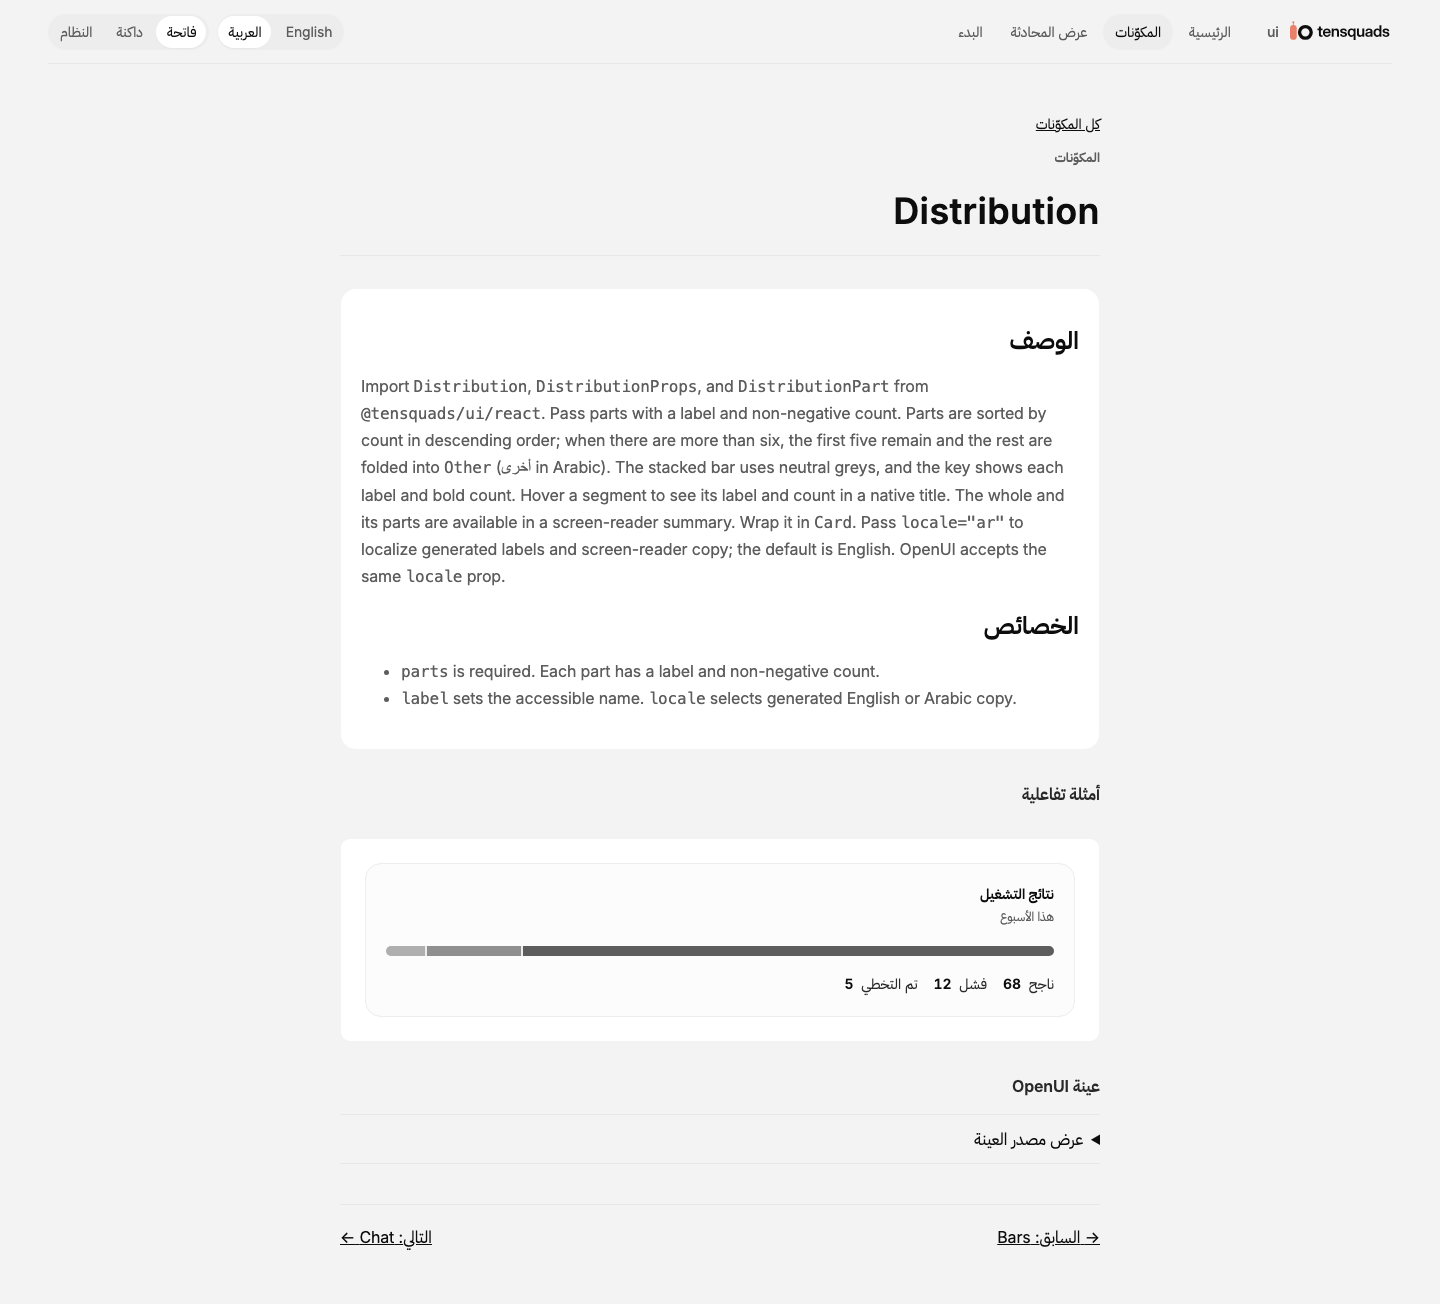 tensquads ui
الرئيسية
المكوّنات
عرض المحادثة
البدء
English
العربية
فاتحة
داكنة
النظام
كل المكوّنات
المكوّنات
Distribution
الوصف
Import Distribution, DistributionProps, and DistributionPart from
@tensquads/ui/react. Pass parts with a label and non-negative count. Parts are sorted by
count in descending order; when there are more than six, the first five remain and the rest are
folded into Other (أخرى in Arabic). The stacked bar uses neutral greys, and the key shows each
label and bold count. Hover a segment to see its label and count in a native title. The whole and
its parts are available in a screen-reader summary. Wrap it in Card. Pass locale="ar" to
localize generated labels and screen-reader copy; the default is English. OpenUI accepts the
same locale prop.
الخصائص
• parts is required. Each part has a label and non-negative count.
• label sets the accessible name. locale selects generated English or Arabic copy.
أمثلة تفاعلية
نتائج التشغيل
هذا الأسبوع
ناجح 68 فشل 12 تم التخطي 5
عينة OpenUI
عرض مصدر العينة
→ السابق: Bars
التالي: Chat ←